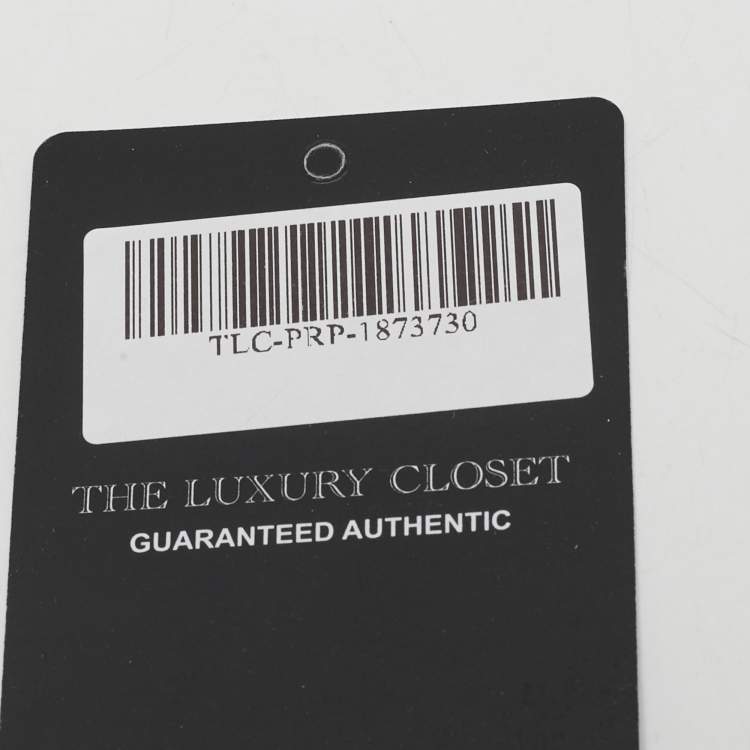 TLC-PRP-1873730
THE LUXURY CLOSET
GUARANTEED AUTHENTIC